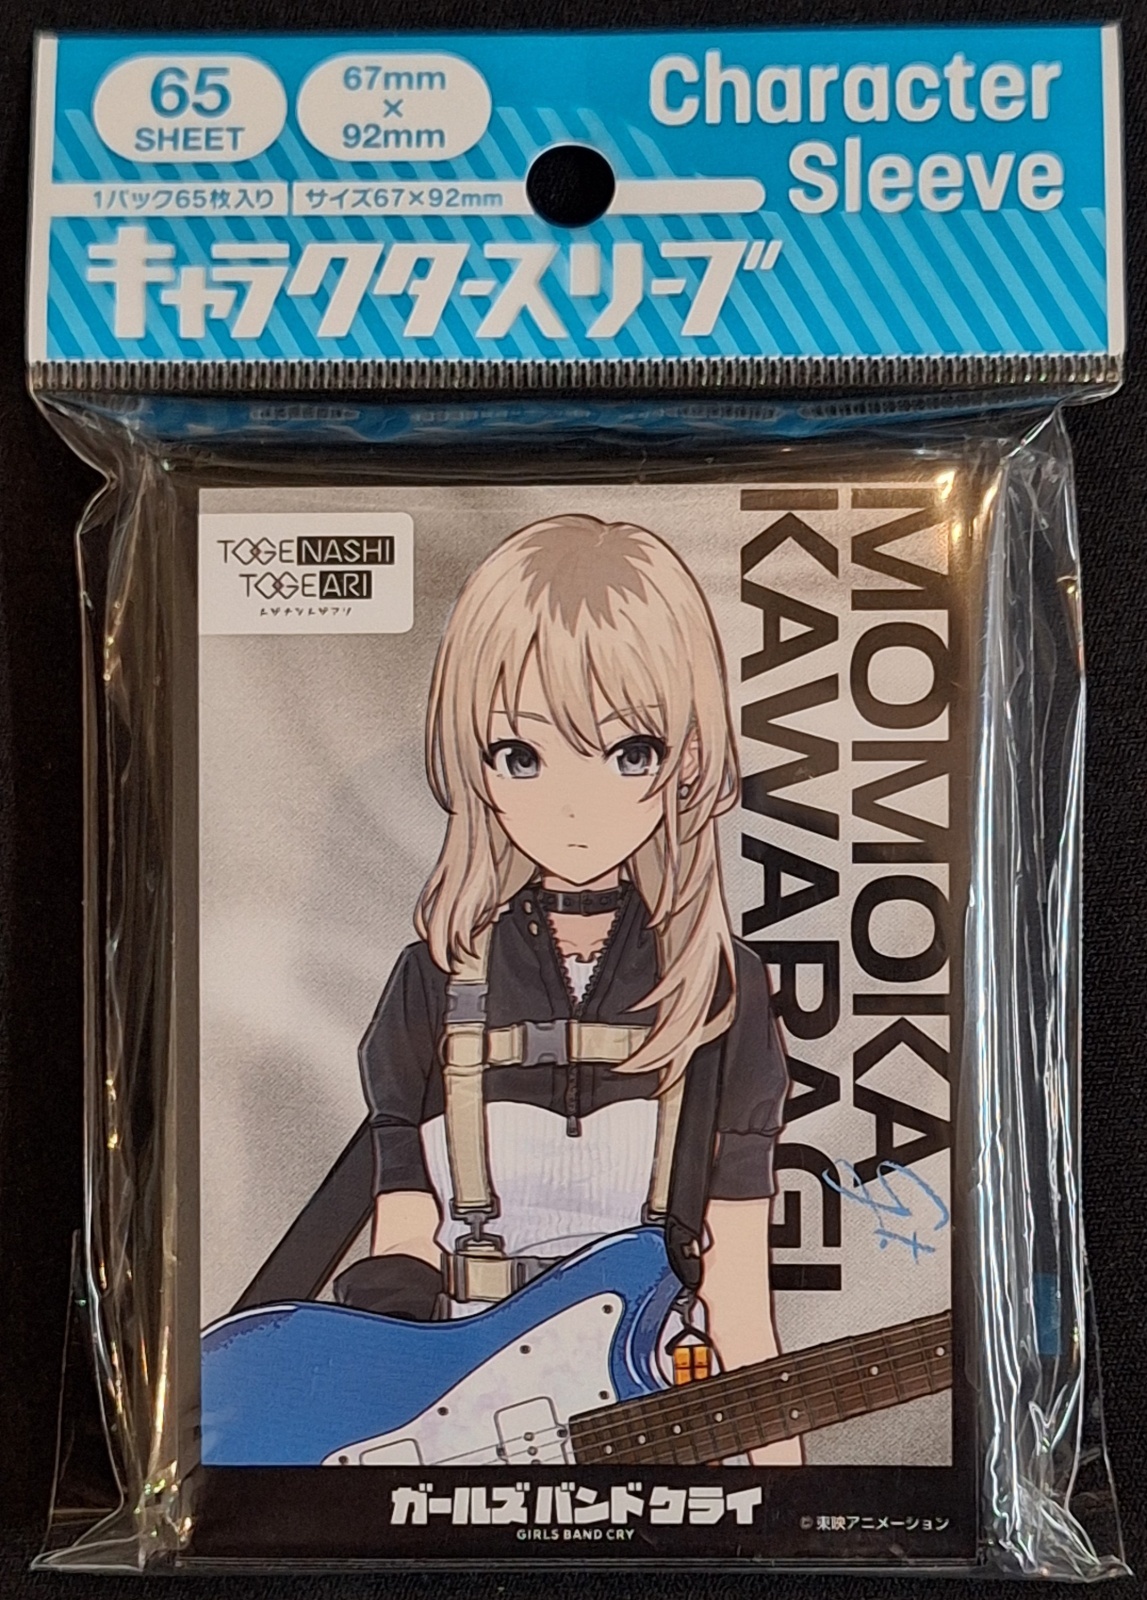 65
SHEET
67mm
×
92mm
Character
Sleeve
1パック65枚入り
サイズ67×92mm
キャラクタースリーブ
TOGENASHI
TOGEARI
トゲナシトゲアリ
MOMOKA
KAWARAGI
Gt.
ガールズバンドクライ
GIRLS BAND CRY
©東映アニメーション